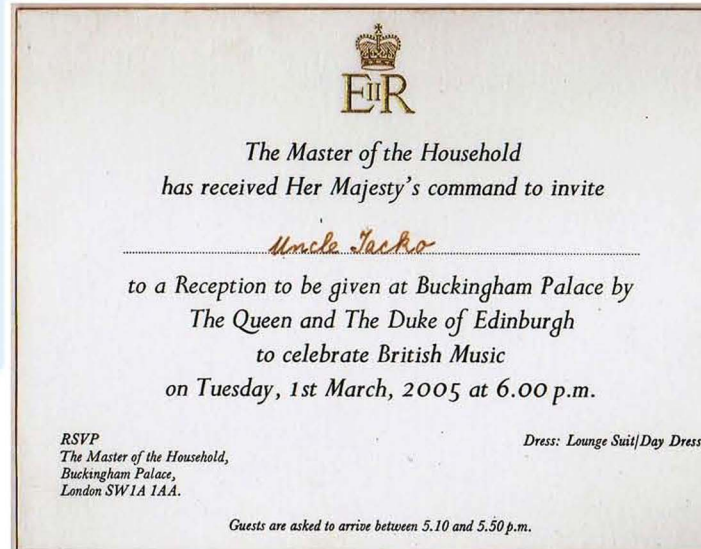 EIIR
The Master of the Household
has received Her Majesty's command to invite
Uncle Jacko
to a Reception to be given at Buckingham Palace by
The Queen and The Duke of Edinburgh
to celebrate British Music
on Tuesday, 1st March, 2005 at 6.00 p.m.
RSVP
The Master of the Household,
Buckingham Palace,
London SW1A 1AA.
Dress: Lounge Suit/Day Dress
Guests are asked to arrive between 5.10 and 5.50 p.m.